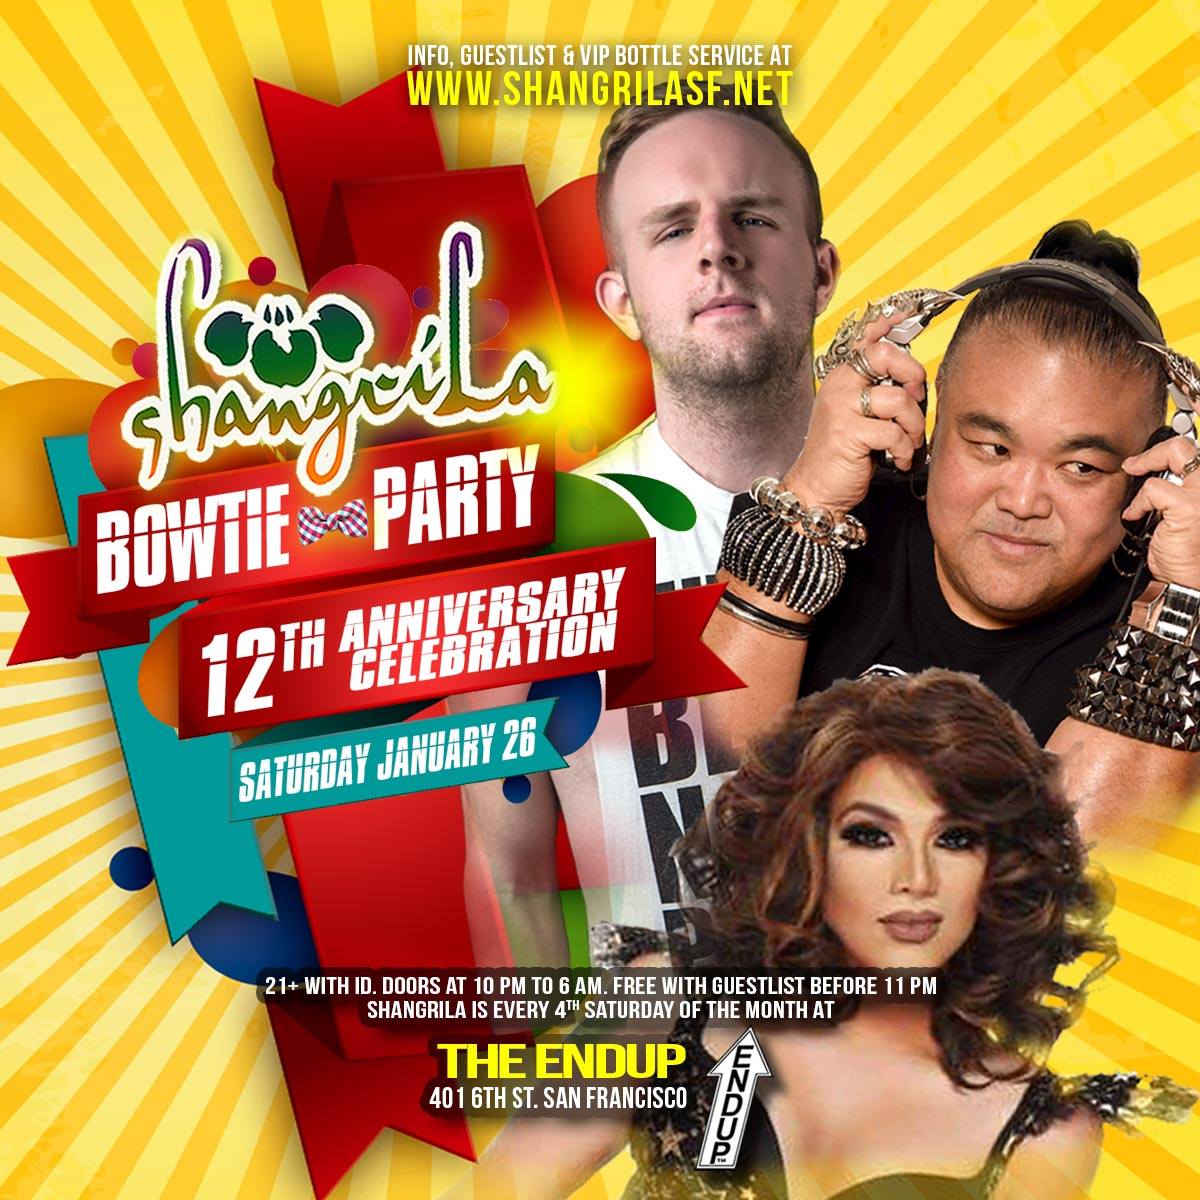 INFO, GUESTLIST & VIP BOTTLE SERVICE AT
WWW.SHANGRILASF.NET
shangriLa
BOWTIE PARTY
12TH ANNIVERSARY
CELEBRATION
SATURDAY JANUARY 26
21+ WITH ID. DOORS AT 10 PM TO 6 AM. FREE WITH GUESTLIST BEFORE 11 PM
SHANGRILA IS EVERY 4TH SATURDAY OF THE MONTH AT
THE ENDUP
401 6TH ST. SAN FRANCISCO
ENDUP™